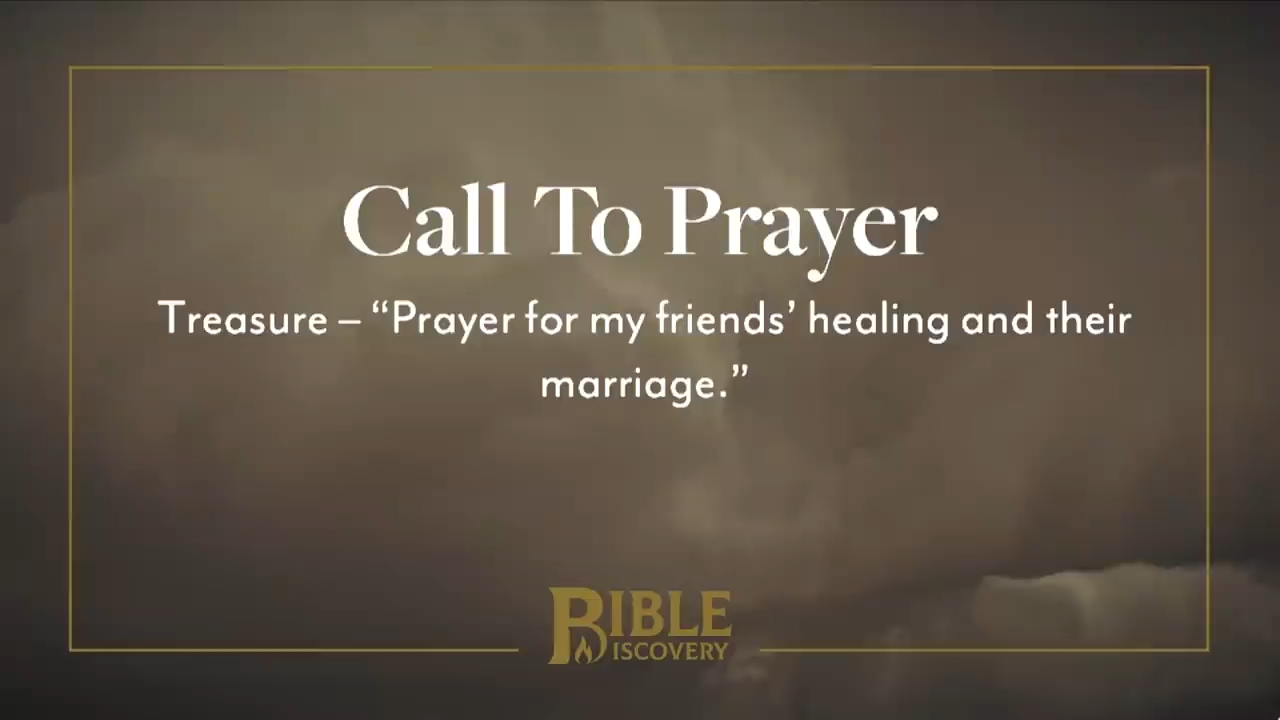 Call To Prayer
Treasure – “Prayer for my friends’ healing and their
marriage.”
BIBLE
DISCOVERY